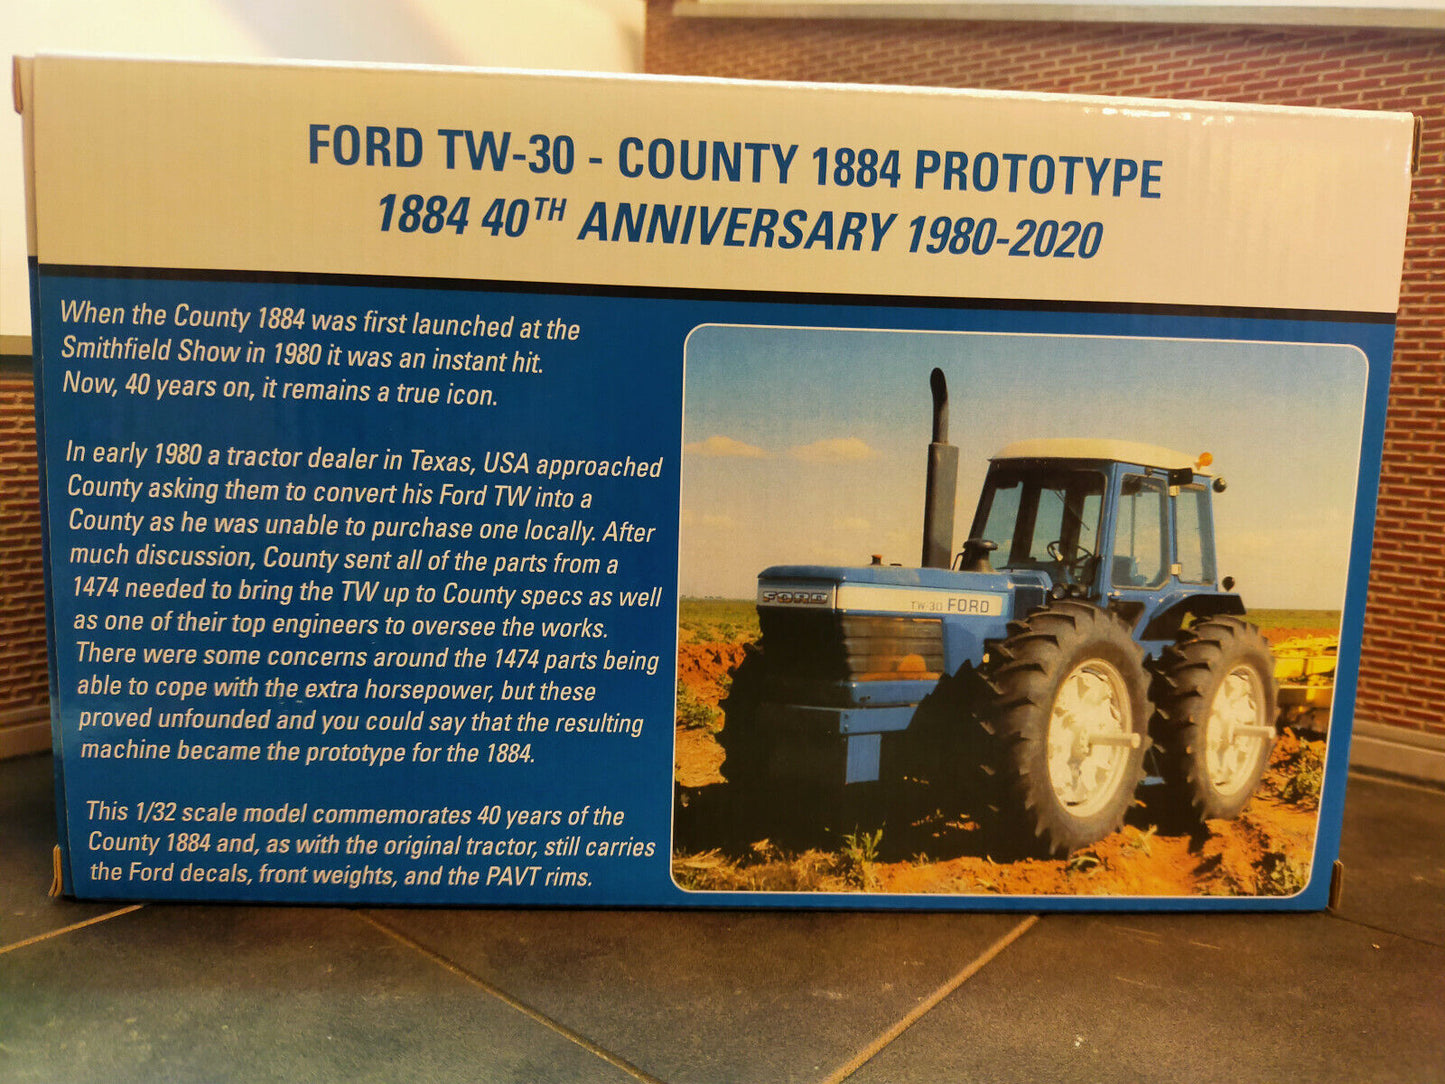 FORD TW-30 - COUNTY 1884 PROTOTYPE
1884 40TH ANNIVERSARY 1980-2020
When the County 1884 was first launched at the
Smithfield Show in 1980 it was an instant hit.
Now, 40 years on, it remains a true icon.
In early 1980 a tractor dealer in Texas, USA approached
County asking them to convert his Ford TW into a
County as he was unable to purchase one locally. After
much discussion, County sent all of the parts from a
1474 needed to bring the TW up to County specs as well
as one of their top engineers to oversee the works.
There were some concerns around the 1474 parts being
able to cope with the extra horsepower, but these
proved unfounded and you could say that the resulting
machine became the prototype for the 1884.
This 1/32 scale model commemorates 40 years of the
County 1884 and, as with the original tractor, still carries
the Ford decals, front weights, and the PAVT rims.
FORD
TW-30 FORD